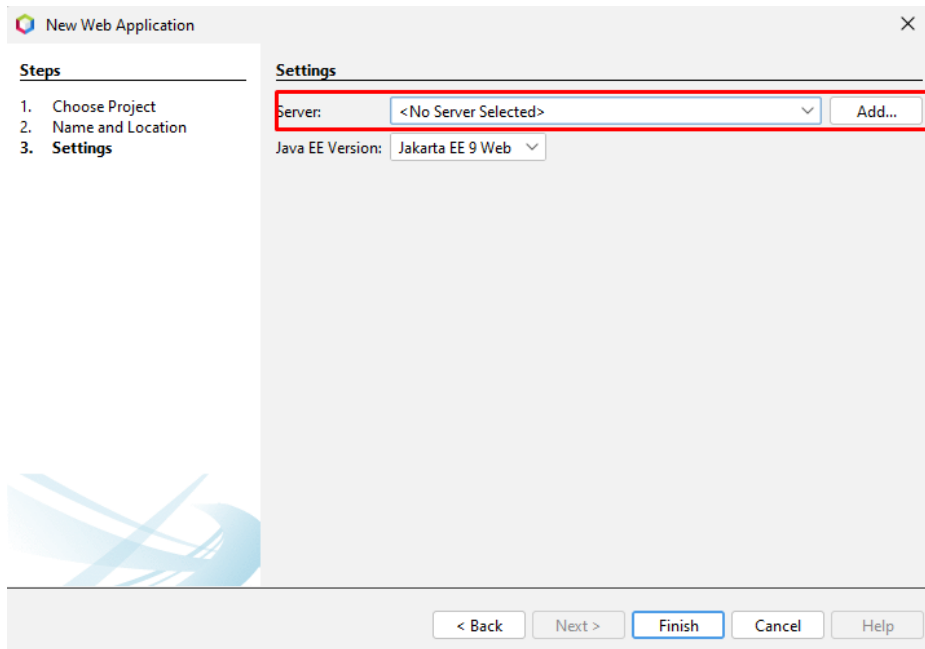 New Web Application
Steps
1. Choose Project
2. Name and Location
3. Settings
Settings
Server: <No Server Selected> Add...
Java EE Version: Jakarta EE 9 Web
< Back Next > Finish Cancel Help